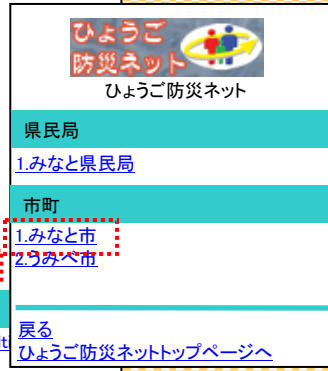 ひょうご
防災ネット
ひょうご防災ネット
県民局
1.みなと県民局
市町
1.みなと市
2.うみべ市
戻る
ひょうご防災ネットトップページへ